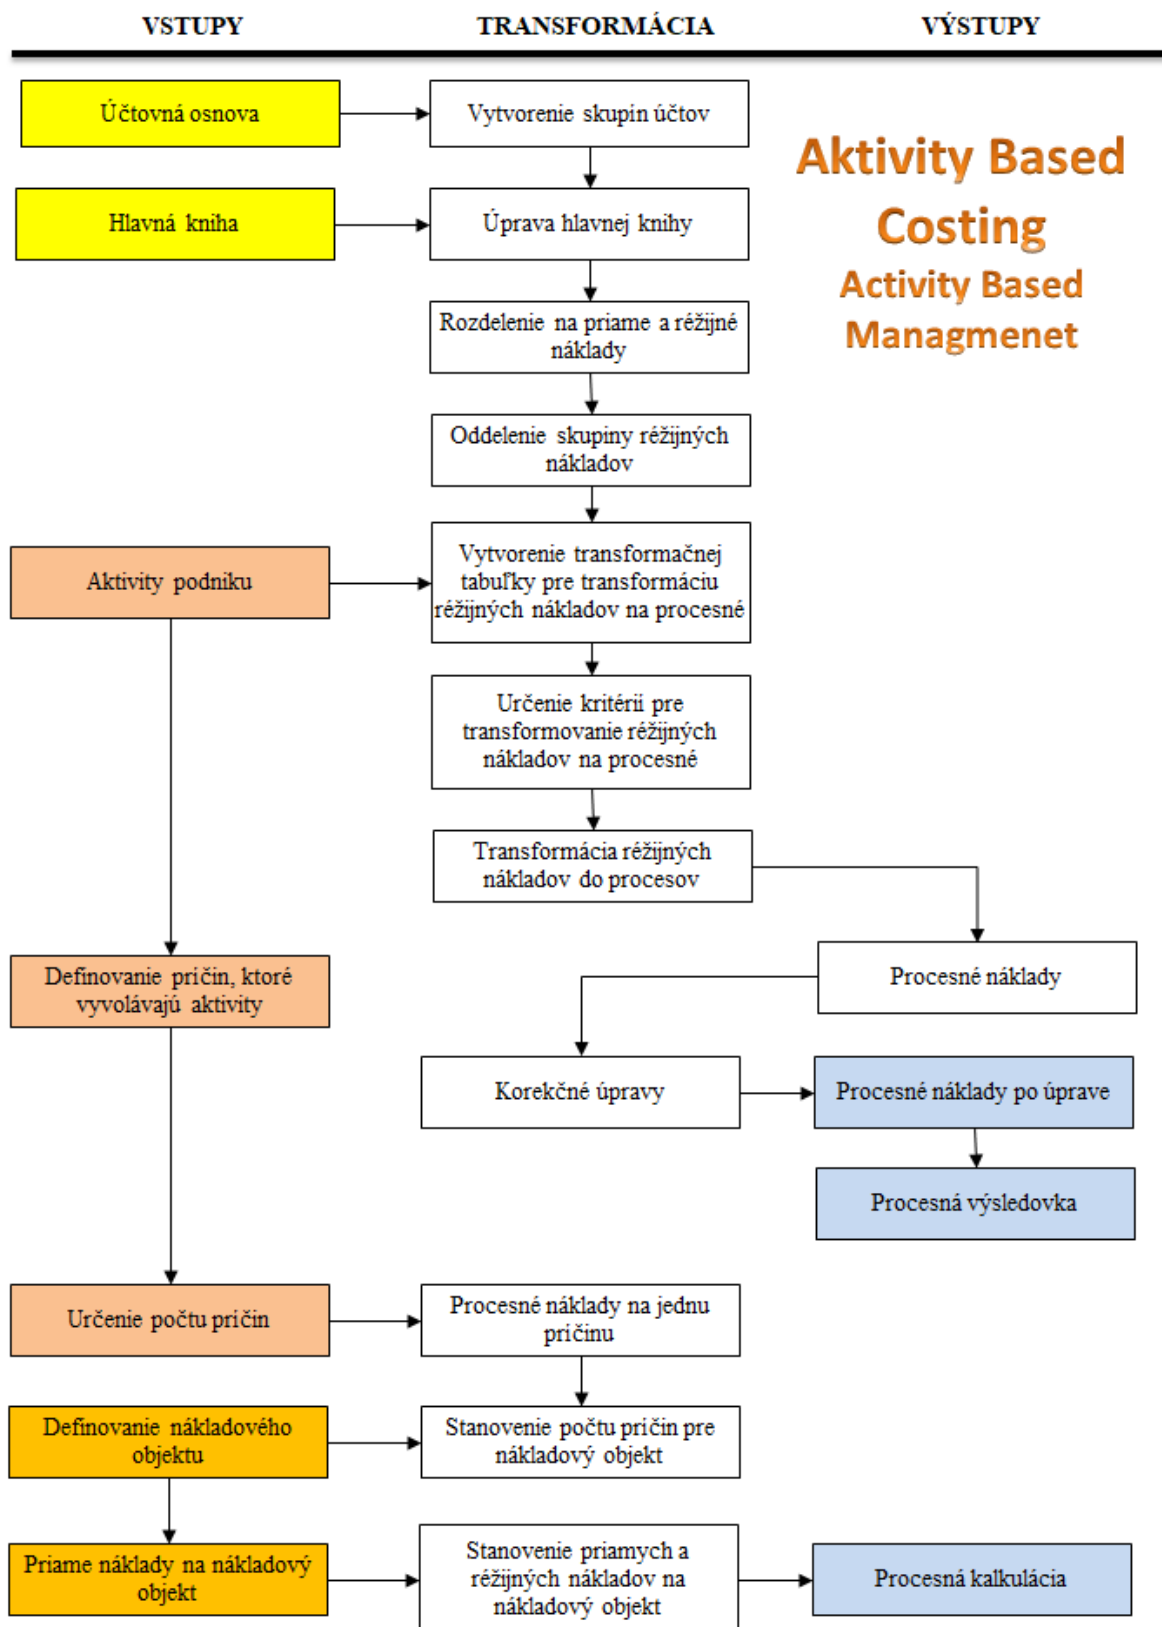 VSTUPY
TRANSFORMÁCIA
VÝSTUPY
Účtovná osnova
Vytvorenie skupín účtov
Aktivity Based
Costing
Activity Based
Managmenet
Hlavná kniha
Úprava hlavnej knihy
Rozdelenie na priame a réžijné
náklady
Oddelenie skupiny réžijných
nákladov
Aktivity podniku
Vytvorenie transformačnej
tabuľky pre transformáciu
réžijných nákladov na procesné
Určenie kritérií pre
transformovanie réžijných
nákladov na procesné
Transformácia réžijných
nákladov do procesov
Definovanie príčin, ktoré
vyvolávajú aktivity
Procesné náklady
Korekčné úpravy
Procesné náklady po úprave
Procesná výsledovka
Určenie počtu príčin
Procesné náklady na jednu
príčinu
Definovanie nákladového
objektu
Stanovenie počtu príčin pre
nákladový objekt
Priame náklady na nákladový
objekt
Stanovenie priamych a
réžijných nákladov na
nákladový objekt
Procesná kalkulácia